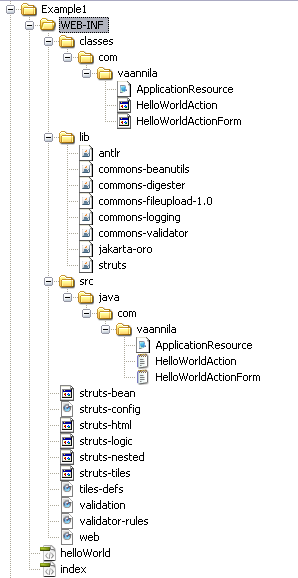 Example1
WEB-INF
classes
com
vaannila
ApplicationResource
HelloWorldAction
HelloWorldActionForm
lib
antlr
commons-beanutils
commons-digester
commons-fileupload-1.0
commons-logging
commons-validator
jakarta-oro
struts
src
java
com
vaannila
ApplicationResource
HelloWorldAction
HelloWorldActionForm
struts-bean
struts-config
struts-html
struts-logic
struts-nested
struts-tiles
tiles-defs
validation
validator-rules
web
helloWorld
index